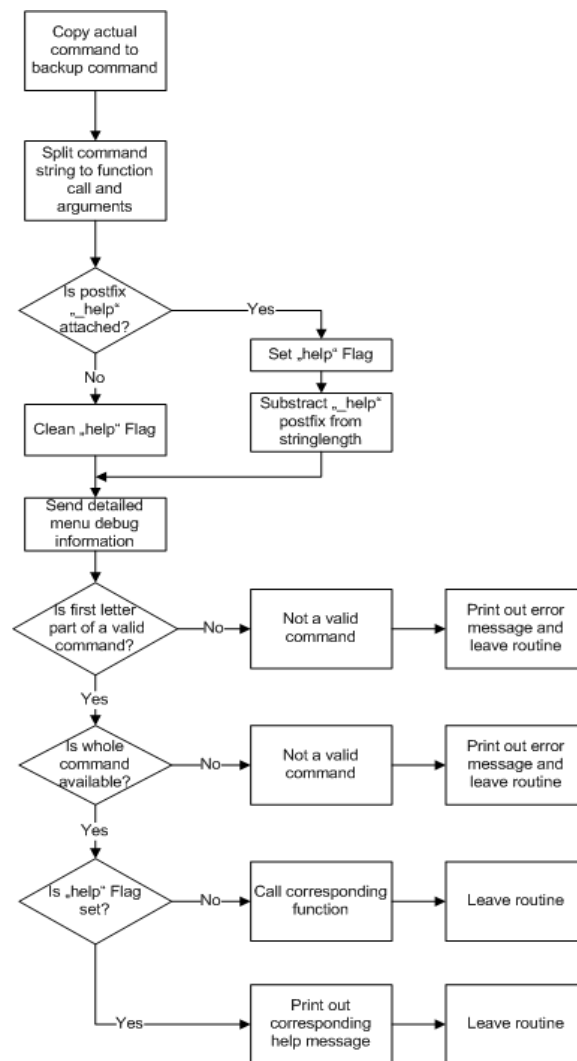 Copy actual
command to
backup command
Split command
string to function
call and
arguments
Is postfix
„_help“
attached?
Yes
Set „help“ Flag
No
Substract „_help“
postfix from
stringlength
Clean „help“ Flag
Send detailed
menu debug
information
Is first letter
part of a valid
command?
No
Not a valid
command
Print out error
message and
leave routine
Yes
Is whole
command
available?
No
Not a valid
command
Print out error
message and
leave routine
Yes
Is „help“ Flag
set?
No
Call corresponding
function
Leave routine
Yes
Print out
corresponding
help message
Leave routine